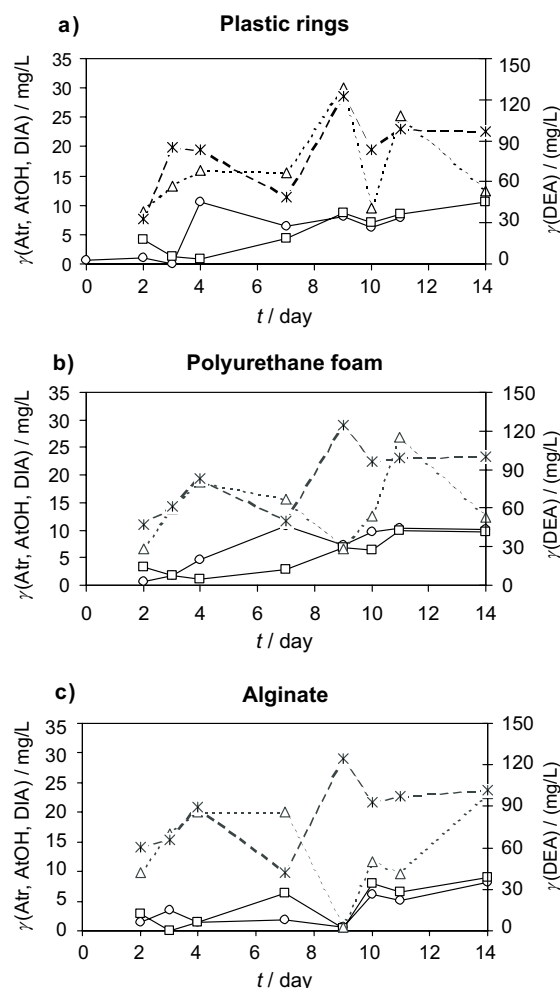 a)
Plastic rings
γ(Atr, AtOH, DIA) / mg/L
35
30
25
20
15
10
5
0
150
120
90
60
30
0
γ(DEA) / (mg/L)
0 2 4 6 8 10 12 14
t / day
b)
Polyurethane foam
γ(Atr, AtOH, DIA) / mg/L
35
30
25
20
15
10
5
0
150
120
90
60
30
0
γ(DEA) / (mg/L)
0 2 4 6 8 10 12 14
t / day
c)
Alginate
γ(Atr, AtOH, DIA) / mg/L
35
30
25
20
15
10
5
0
150
120
90
60
30
0
γ(DEA) / (mg/L)
0 2 4 6 8 10 12 14
t / day